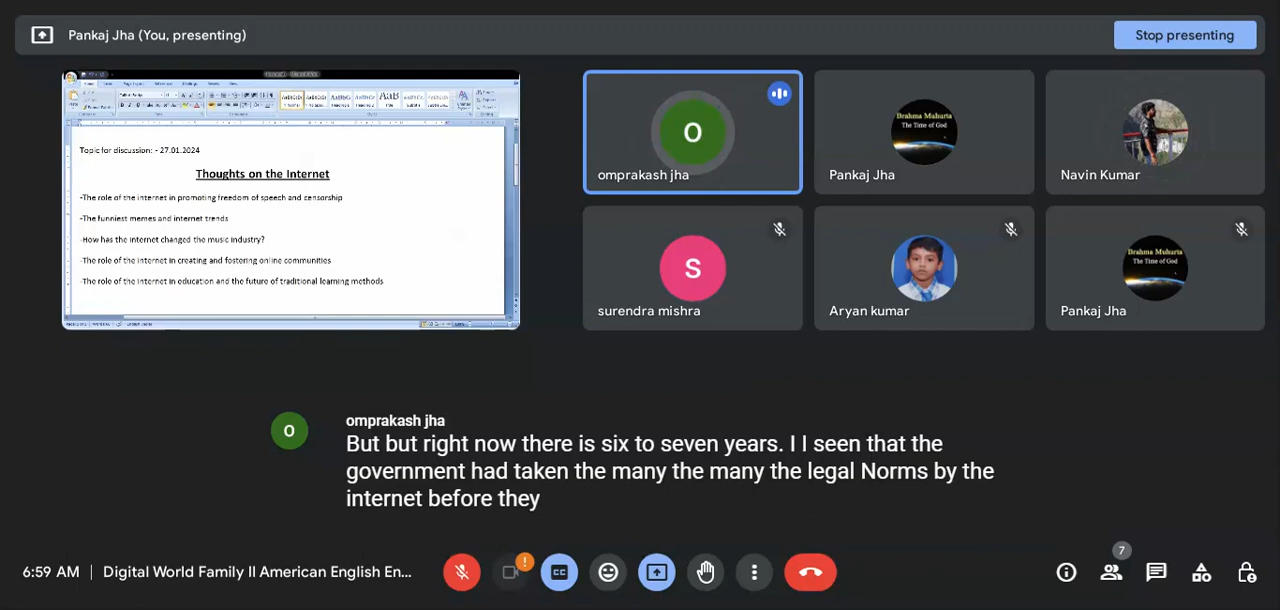 Pankaj Jha (You, presenting)
Stop presenting
Topic for discussion: - 27.01.2024
Thoughts on the Internet
-The role of the internet in promoting freedom of speech and censorship
-The funniest memes and internet trends
-How has the internet changed the music industry?
-The role of the internet in creating and fostering online communities
-The role of the internet in education and the future of traditional learning methods
O
omprakash jha
Brahma Muhurta
The Time of God
Pankaj Jha
Navin Kumar
S
surendra mishra
Aryan kumar
Brahma Muhurta
The Time of God
Pankaj Jha
O
omprakash jha
But but right now there is six to seven years. I I seen that the
government had taken the many the many the legal Norms by the
internet before they
6:59 AM | Digital World Family II American English En...
!
CC
7